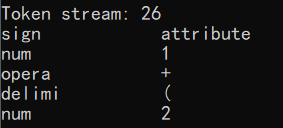 Token stream: 26
sign attribute
num 1
opera +
delimi (
num 2